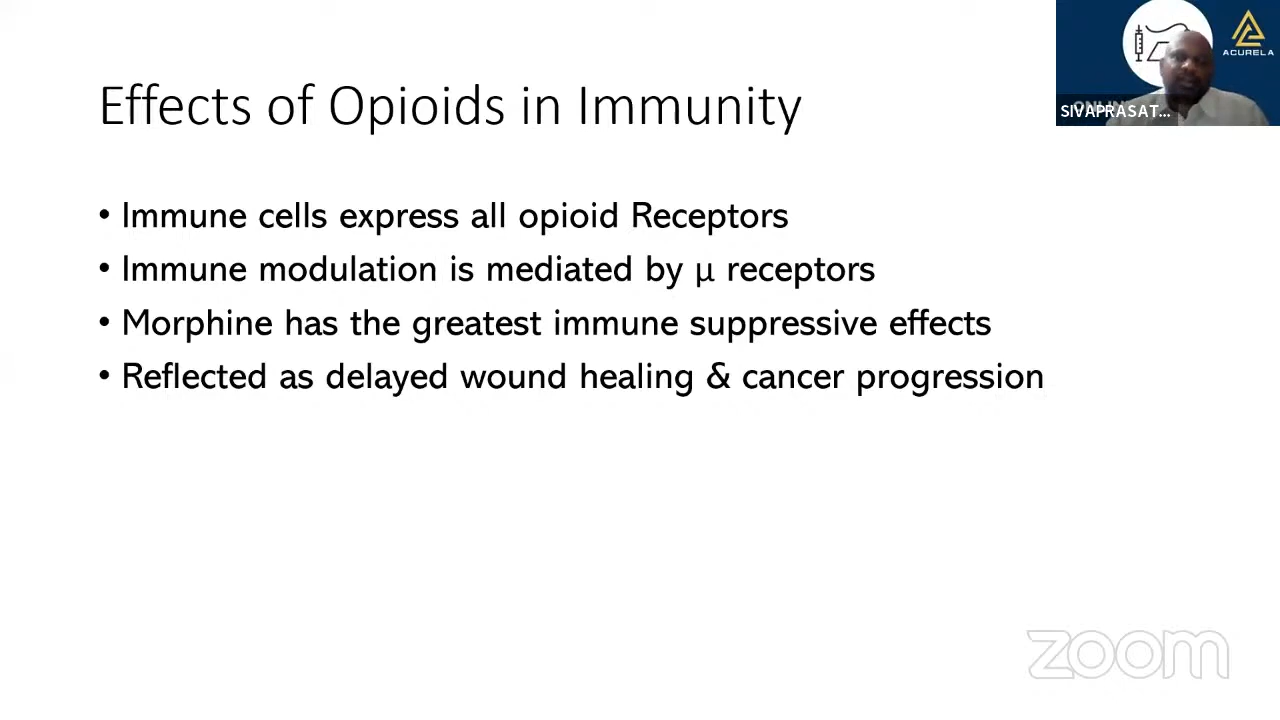 Effects of Opioids in Immunity
• Immune cells express all opioid Receptors
• Immune modulation is mediated by μ receptors
• Morphine has the greatest immune suppressive effects
• Reflected as delayed wound healing & cancer progression
ACURELA
SIVAPRASAT...
zoom